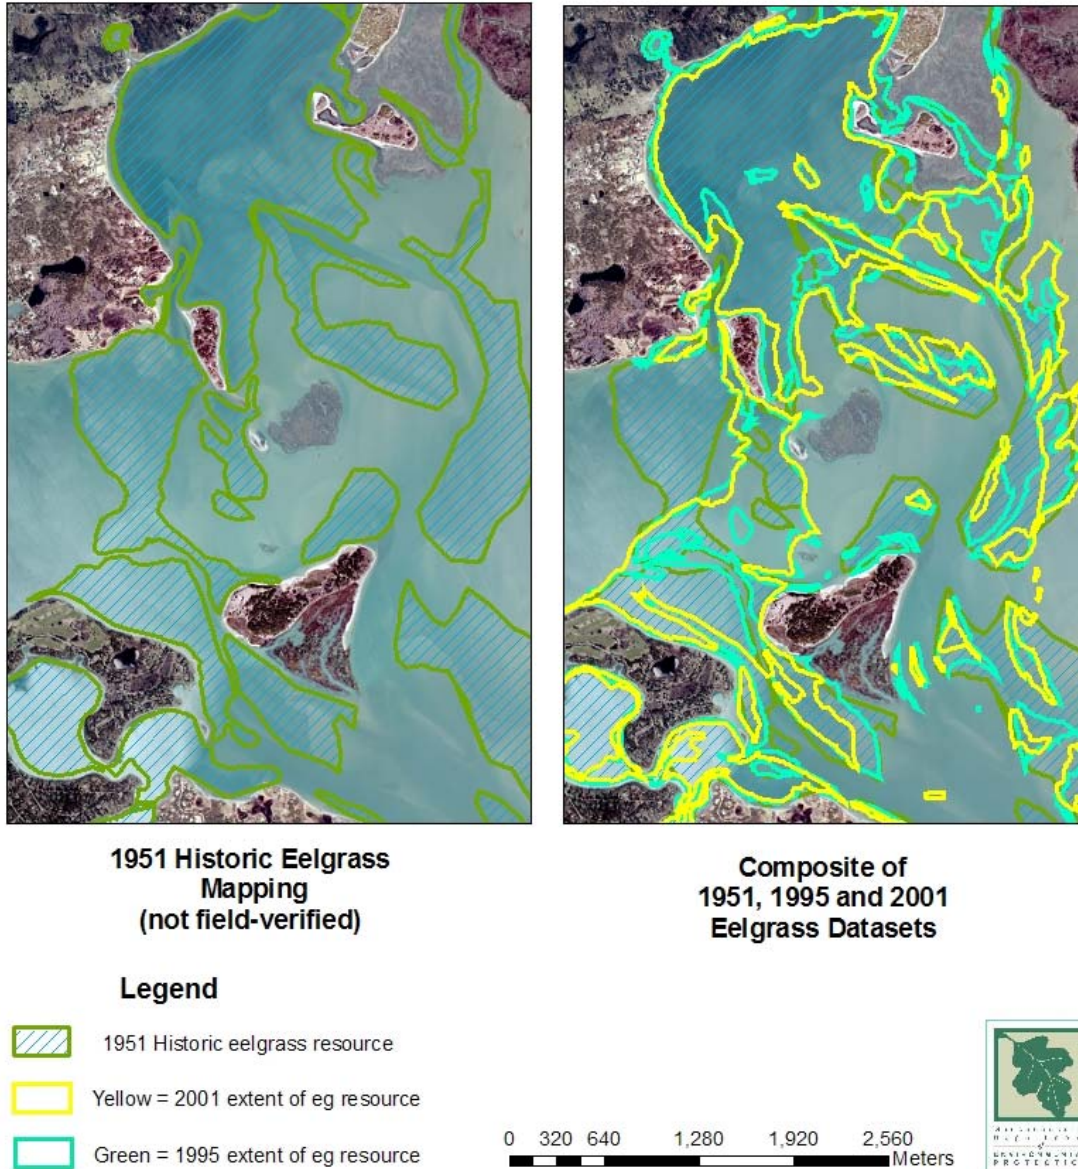 1951 Historic Eelgrass
Mapping
(not field-verified)
Composite of
1951, 1995 and 2001
Eelgrass Datasets
Legend
1951 Historic eelgrass resource
Yellow = 2001 extent of eg resource
Green = 1995 extent of eg resource
0 320 640 1,280 1,920 2,560
Meters